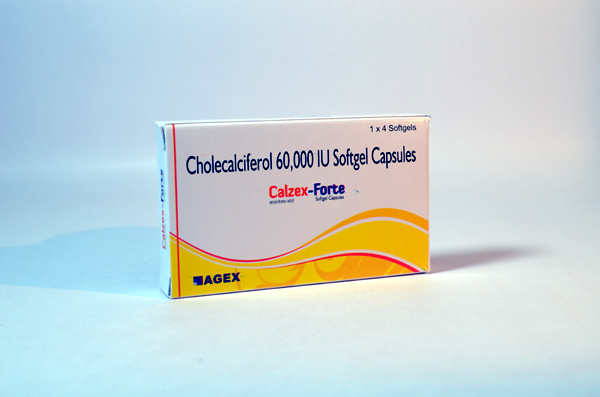 1 x 4 Softgels
Cholecalciferol 60,000 IU Softgel Capsules
Calzex-Forte
Softgel Capsules
AGEX
Calzex-Forte